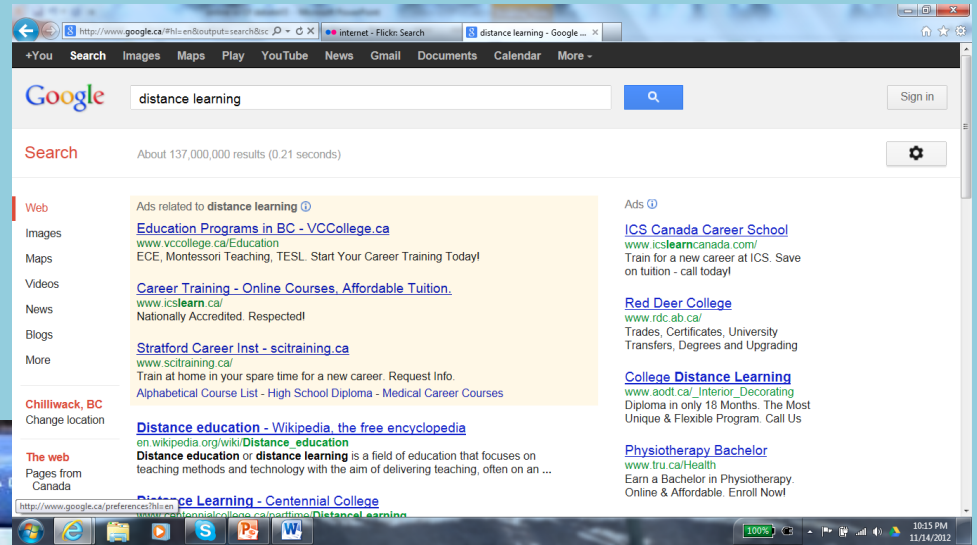 http://www.google.ca/#hl=en&output=search&sc
internet - Flickr: Search
distance learning - Google ...
+You Search Images Maps Play YouTube News Gmail Documents Calendar More
Google
distance learning
Sign in
Search
About 137,000,000 results (0.21 seconds)
Web
Images
Maps
Videos
News
Blogs
More
Chilliwack, BC
Change location
The web
Pages from
Canada
Ads related to distance learning
Education Programs in BC - VCCollege.ca
www.vccollege.ca/Education
ECE, Montessori Teaching, TESL. Start Your Career Training Today!
Career Training - Online Courses, Affordable Tuition.
www.icslearn.ca/
Nationally Accredited. Respected!
Stratford Career Inst - scitraining.ca
www.scitraining.ca/
Train at home in your spare time for a new career. Request Info.
Alphabetical Course List - High School Diploma - Medical Career Courses
Distance education - Wikipedia, the free encyclopedia
en.wikipedia.org/wiki/Distance_education
Distance education or distance learning is a field of education that focuses on
teaching methods and technology with the aim of delivering teaching, often on an ...
Distance Learning - Centennial College
www.centennialcollege.ca/parttime/DistanceLearning
Ads
ICS Canada Career School
www.icslearncanada.com/
Train for a new career at ICS. Save
on tuition - call today!
Red Deer College
www.rdc.ab.ca/
Trades, Certificates, University
Transfers, Degrees and Upgrading
College Distance Learning
www.aodt.ca/_Interior_Decorating
Diploma in only 18 Months. The Most
Unique & Flexible Program. Call Us
Physiotherapy Bachelor
www.tru.ca/Health
Earn a Bachelor in Physiotherapy.
Online & Affordable. Enroll Now!
http://www.google.ca/preferences?hl=en
100%
10:15 PM
11/14/2012